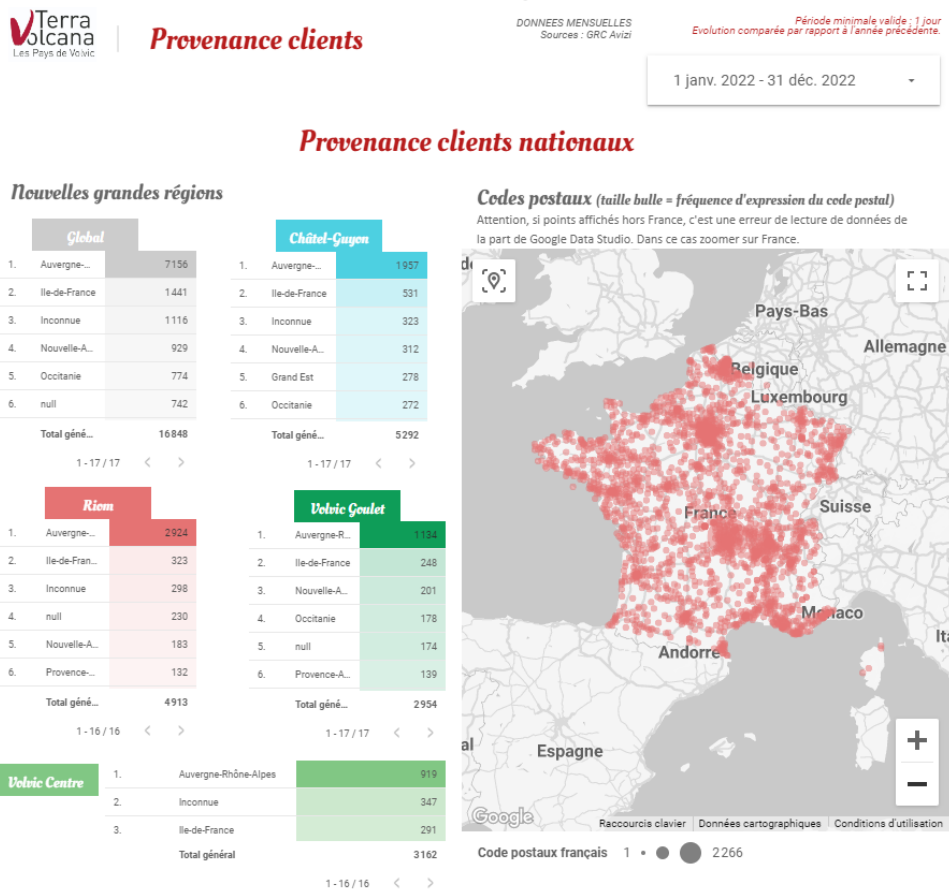 Terra
Volcana
Les Pays de Volvic
Provenance clients
DONNEES MENSUELLES
Sources : GRC Avizi
Période minimale valide : 1 jour
Evolution comparée par rapport à l'année précédente.
1 janv. 2022 - 31 déc. 2022
Provenance clients nationaux
Nouvelles grandes régions
Global
1. Auvergne-... 7156
2. Ile-de-France 1441
3. Inconnue 1116
4. Nouvelle-A... 929
5. Occitanie 774
6. null 742
Total géné... 16848
1 - 17 / 17
Châtel-Guyon
1. Auvergne-... 1957
2. Ile-de-France 531
3. Inconnue 323
4. Nouvelle-A... 312
5. Grand Est 278
6. Occitanie 272
Total géné... 5292
1 - 17 / 17
Riom
1. Auvergne-... 2924
2. Ile-de-Fran... 323
3. Inconnue 298
4. null 230
5. Nouvelle-A... 183
6. Provence-... 132
Total géné... 4913
1 - 16 / 16
Volvic Goulet
1. Auvergne-R... 1134
2. Ile-de-France 248
3. Nouvelle-A... 201
4. Occitanie 178
5. null 174
6. Provence-A... 139
Total géné... 2954
1 - 17 / 17
Volvic Centre
1. Auvergne-Rhône-Alpes 919
2. Inconnue 347
3. Ile-de-France 291
Total général 3162
1 - 16 / 16
Codes postaux (taille bulle = fréquence d'expression du code postal)
Attention, si points affichés hors France, c'est une erreur de lecture de données de
la part de Google Data Studio. Dans ce cas zoomer sur France.
Pays-Bas
Allemagne
Belgique
Luxembourg
France
Suisse
Monaco
Ita
Andorre
Espagne
al
Google
Raccourcis clavier
Données cartographiques
Conditions d'utilisation
Code postaux français 1 2266